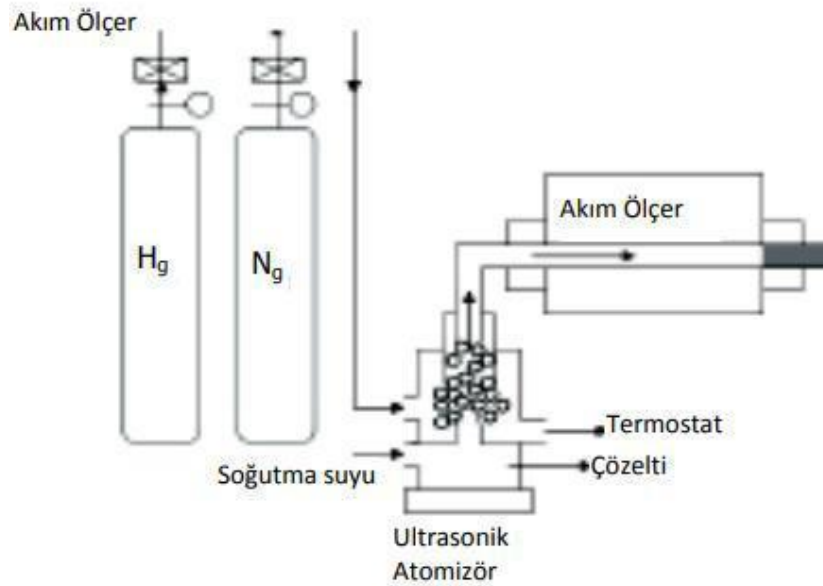 Akım Ölçer
Hg
Ng
Akım Ölçer
Termostat
Soğutma suyu
Çözelti
Ultrasonik
Atomizör